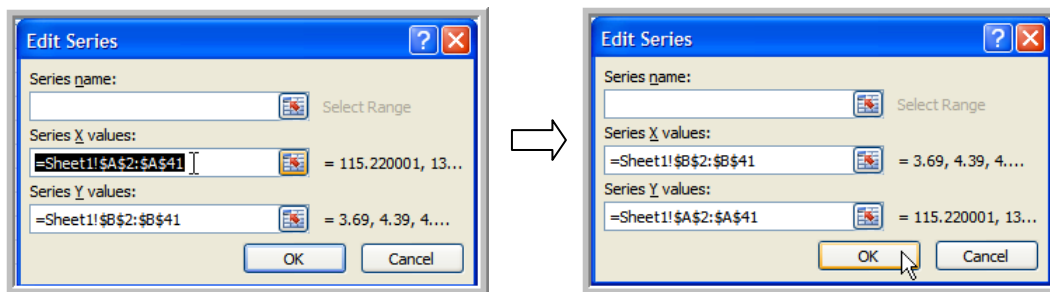 Edit Series
Series name:
Select Range
Series X values:
=Sheet1!$A$2:$A$41 = 115.220001, 13...
Series Y values:
=Sheet1!$B$2:$B$41 = 3.69, 4.39, 4....
OK Cancel
Edit Series
Series name:
Select Range
Series X values:
=Sheet1!$B$2:$B$41 = 3.69, 4.39, 4....
Series Y values:
=Sheet1!$A$2:$A$41 = 115.220001, 13...
OK Cancel